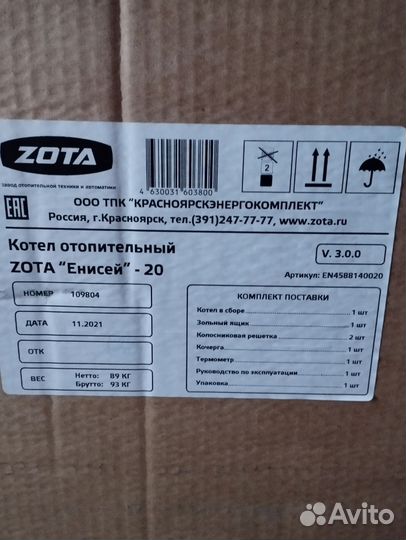 ZOTA
завод отопительной техники и автоматики
4 630031 603800
2
ООО ТПК "КРАСНОЯРСКЭНЕРГОКОМПЛЕКТ"
EAC
Россия, г.Красноярск, тел.(391)247-77-77, www.zota.ru
Котел отопительный
V. 3.0.0
ZOTA "Енисей" - 20
Артикул: EN4588140020
НОМЕР 109804
ДАТА 11.2021
ОТК
ВЕС Нетто: 89 КГ
Брутто: 93 КГ
КОМПЛЕКТ ПОСТАВКИ
Котел в сборе 1 шт
Зольный ящик 1 шт
Колосниковая решетка 2 шт
Кочерга 1 шт
Термометр 1 шт
Руководство по эксплуатации 1 шт
Упаковка 1 шт
Avito